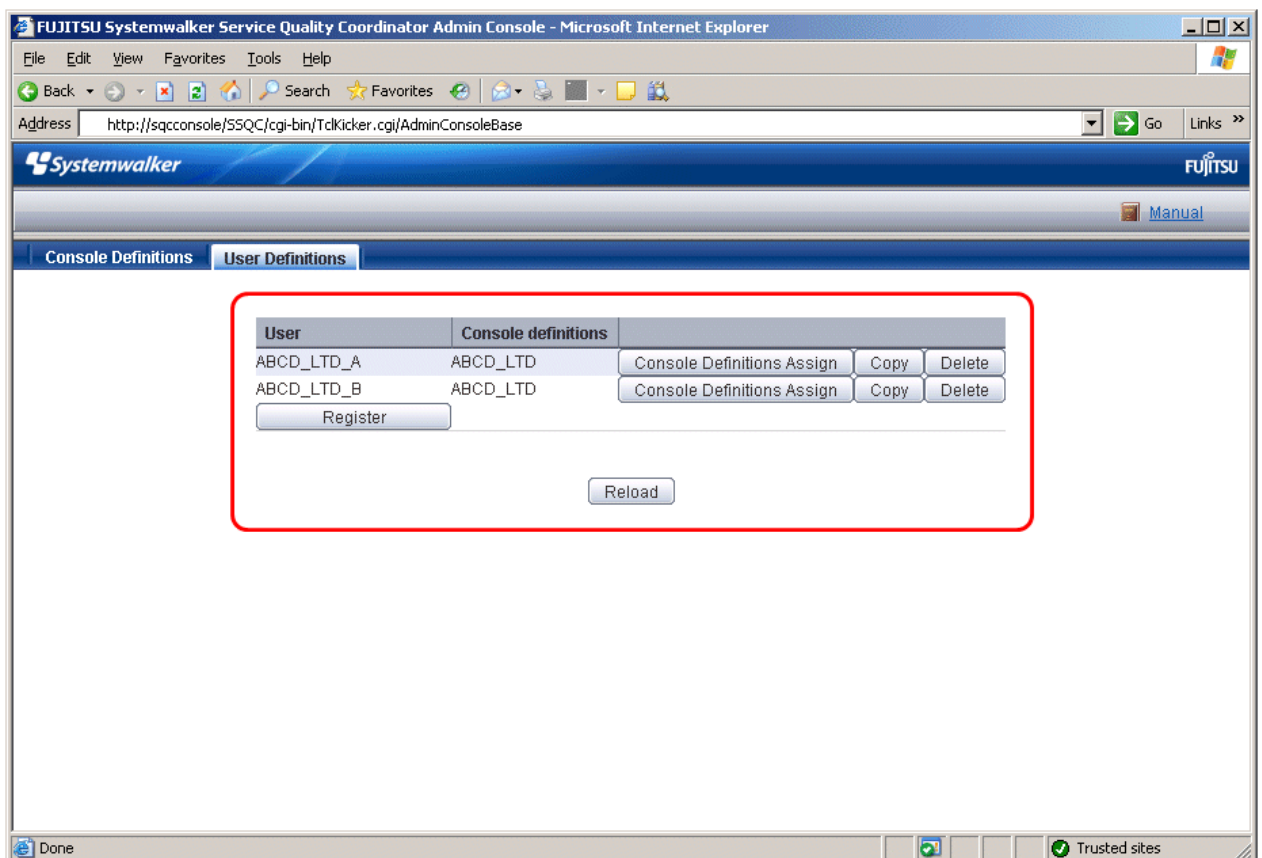 FUJITSU Systemwalker Service Quality Coordinator Admin Console - Microsoft Internet Explorer
File Edit View Favorites Tools Help
Back Search Favorites
Address http://sqcconsole/SSQC/cgi-bin/TclKicker.cgi/AdminConsoleBase Go Links »
Systemwalker FUJITSU
Manual
Console Definitions User Definitions
User Console definitions
ABCD_LTD_A ABCD_LTD Console Definitions Assign Copy Delete
ABCD_LTD_B ABCD_LTD Console Definitions Assign Copy Delete
Register
Reload
Done Trusted sites